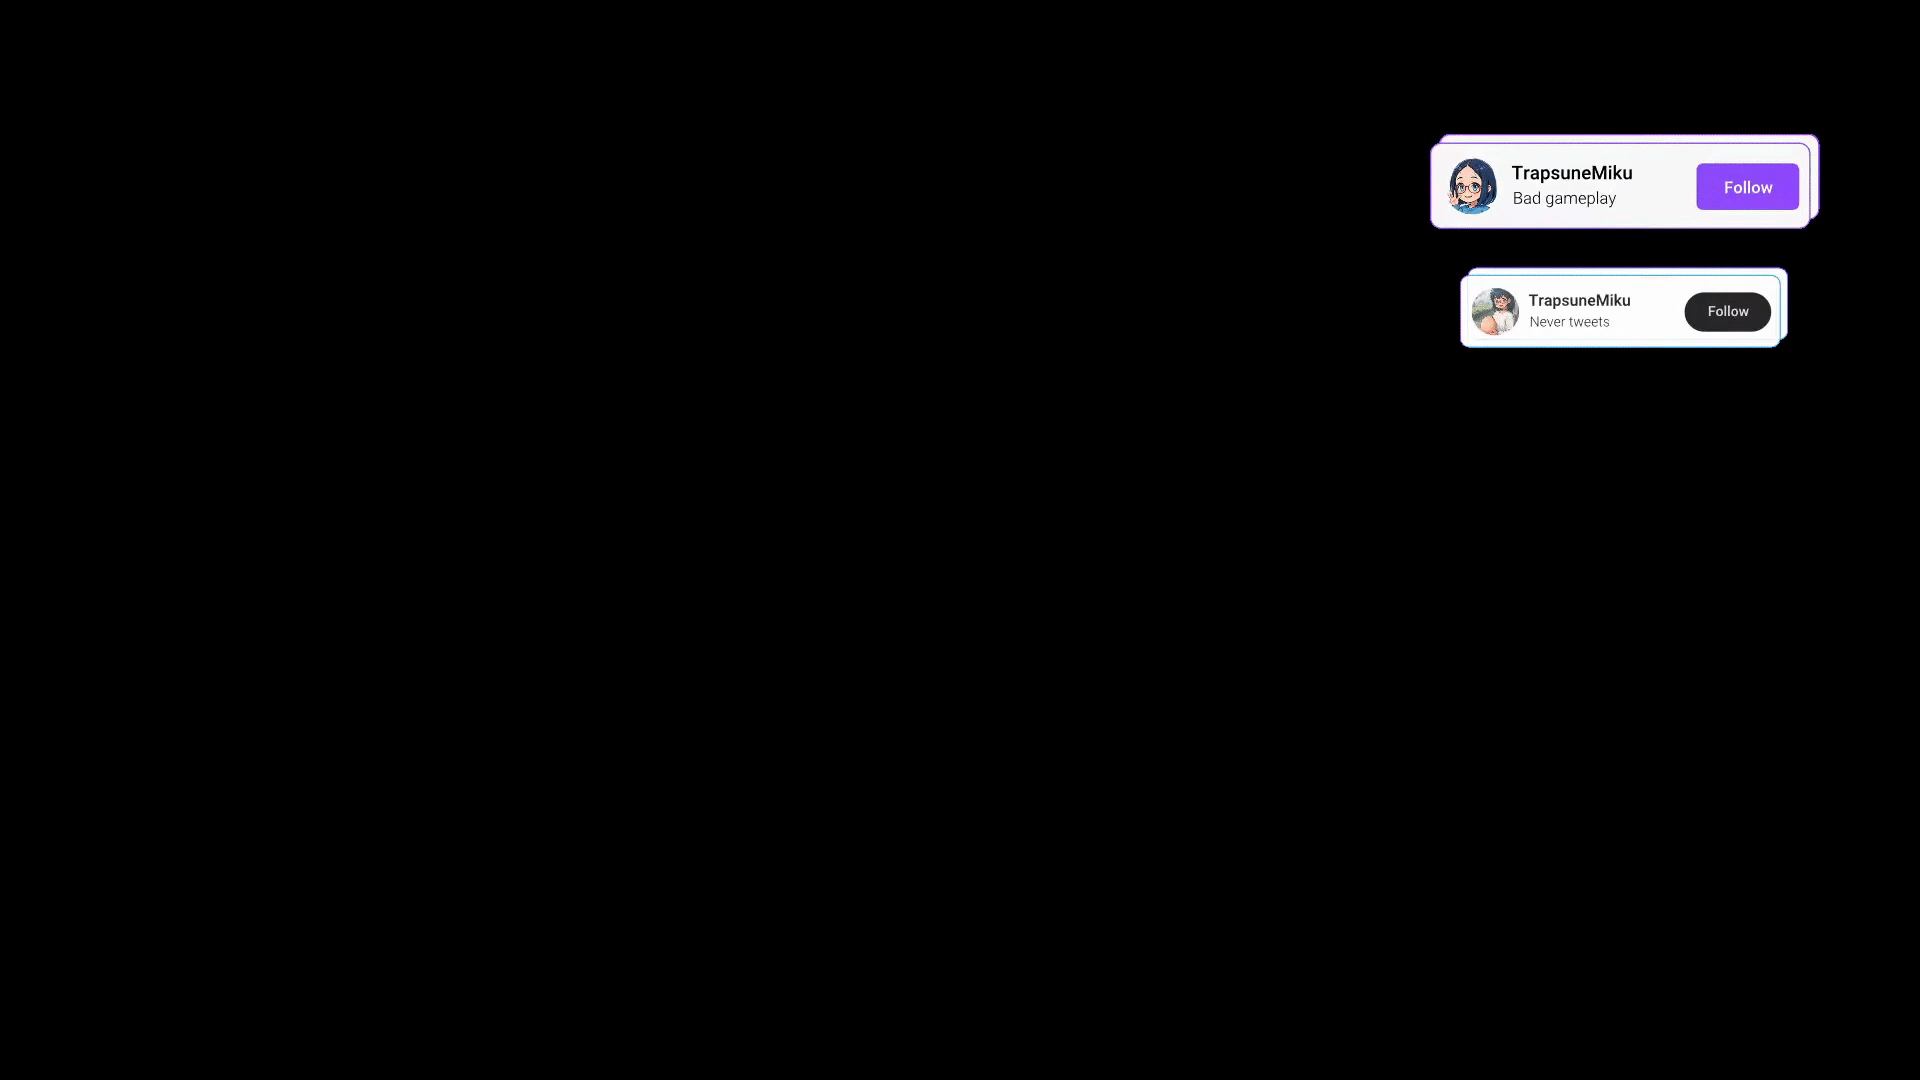 TrapsuneMiku
Bad gameplay
Follow
TrapsuneMiku
Never tweets
Follow